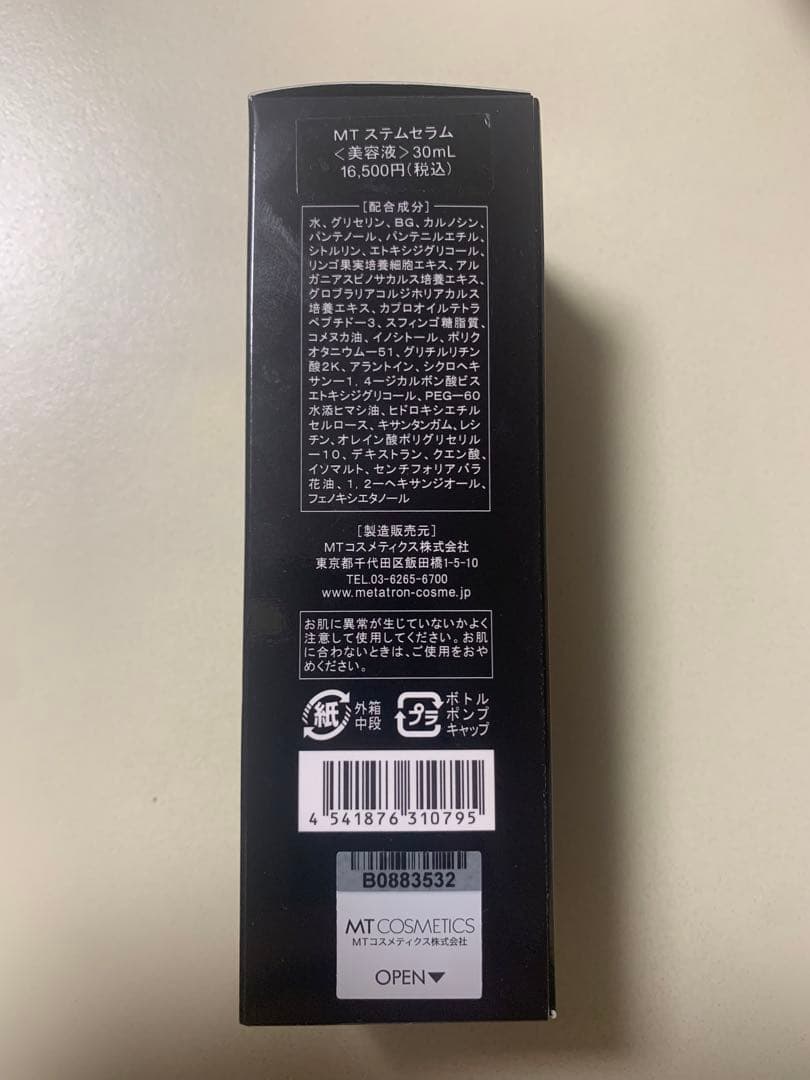 MT ステムセラム
＜美容液＞30mL
16,500円(税込)
[配合成分]
水、グリセリン、BG、カルノシン、
パンテノール、パンテニルエチル、
シトルリン、エトキシジグリコール、
リンゴ果実培養細胞エキス、アル
ガニアスピノサカルス培養エキス、
グロブラリアコルジホリアカルス
培養エキス、カプロオイルテトラ
ペプチドー3、スフィンゴ糖脂質、
コメヌカ油、イノシトール、ポリク
オタニウムー51、グリチルリチン
酸2K、アラントイン、シクロヘキ
サンー1, 4ージカルボン酸ビス
エトキシジグリコール、PEGー60
水添ヒマシ油、ヒドロキシエチル
セルロース、キサンタンガム、レシ
チン、オレイン酸ポリグリセリル
ー10、デキストラン、クエン酸、
イソマルト、センチフォリアバラ
花油、1, 2ーヘキサンジオール、
フェノキシエタノール
[製造販売元]
MTコスメティクス株式会社
東京都千代田区飯田橋1-5-10
TEL.03-6265-6700
www.metatron-cosme.jp
お肌に異常が生じていないかよく
注意して使用してください。お肌
に合わないときは、ご使用をおや
めください。
紙 外箱 中段
プラ ボトル ポンプ キャップ
4 541876 310795
B0883532
MT COSMETICS
MTコスメティクス株式会社
OPEN▼